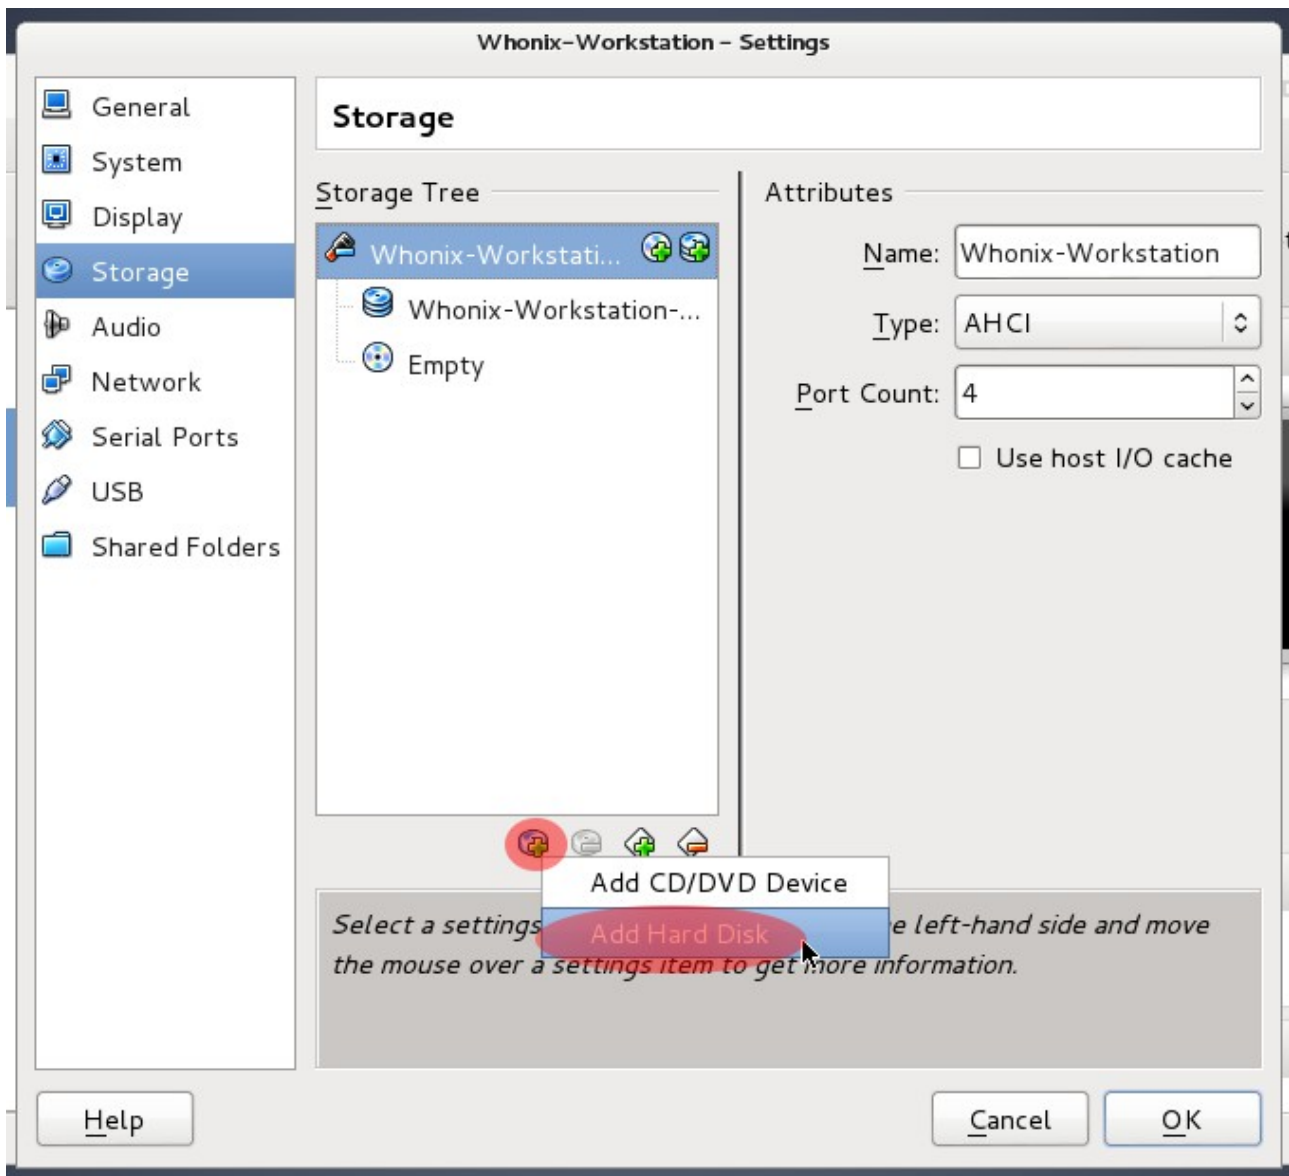 Whonix-Workstation – Settings
General
System
Display
Storage
Audio
Network
Serial Ports
USB
Shared Folders
Storage
Storage Tree
Whonix-Workstati...
Whonix-Workstation-...
Empty
Attributes
Name: Whonix-Workstation
Type: AHCI
Port Count: 4
Use host I/O cache
Add CD/DVD Device
Add Hard Disk
Select a settings e left-hand side and move
the mouse over a settings item to get more information.
Help
Cancel
OK